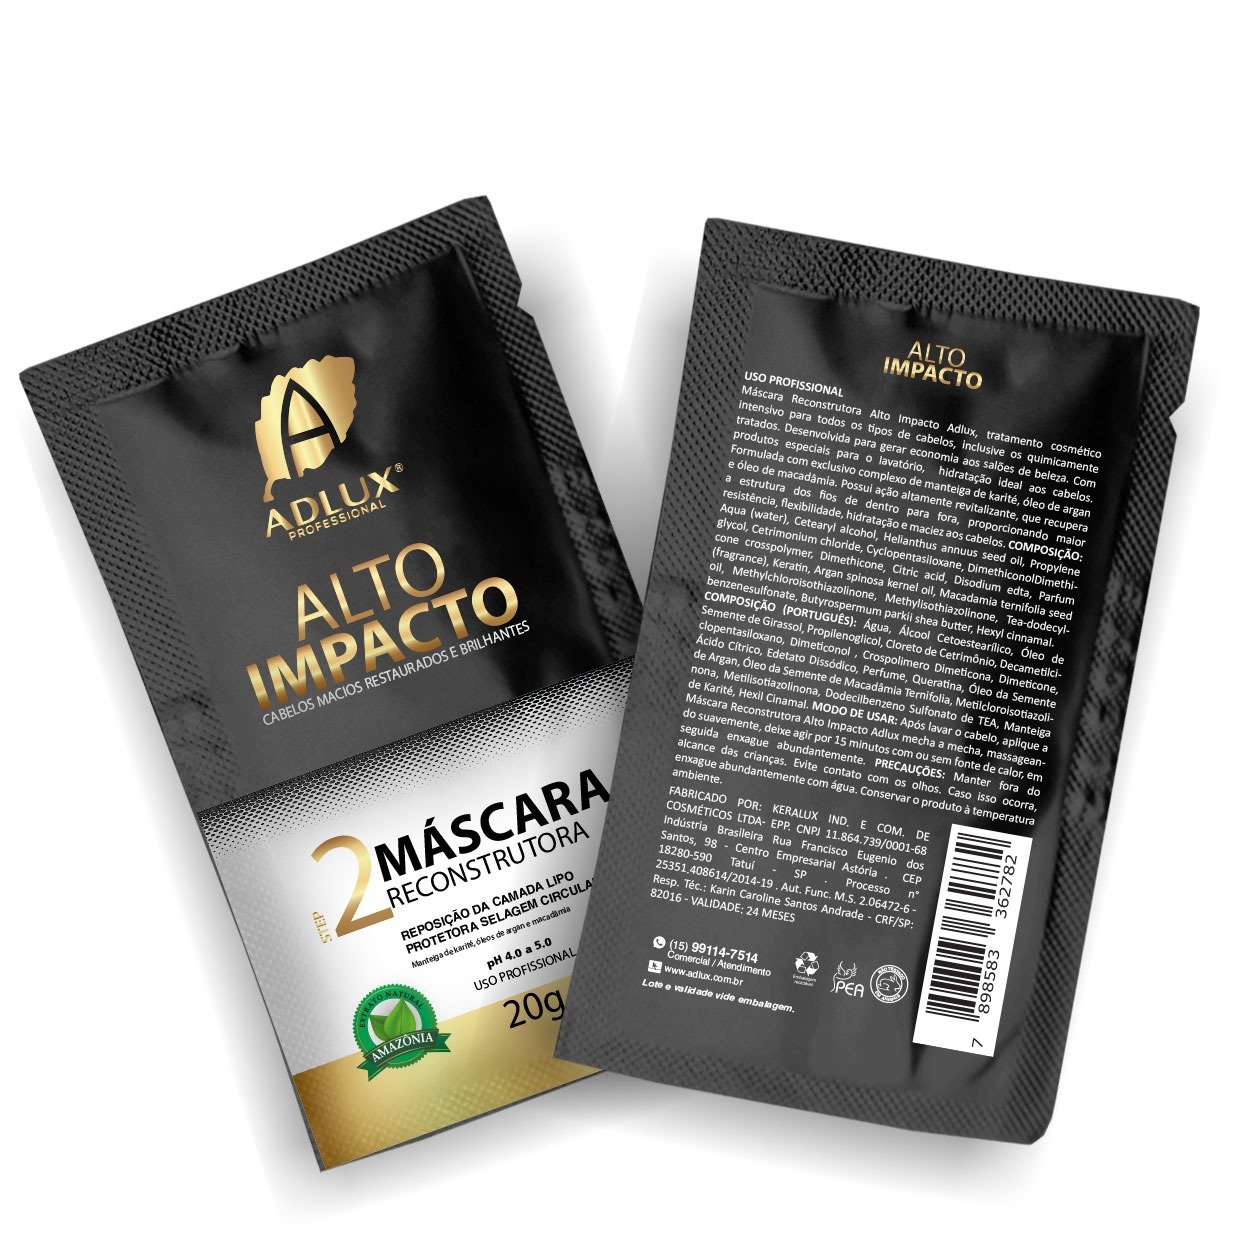 A
ADLUX®
PROFESSIONAL
ALTO
IMPACTO
CABELOS MACIOS RESTAURADOS E BRILHANTES
STEP
2
MÁSCARA
RECONSTRUTORA
REPOSIÇÃO DA CAMADA LIPO
PROTETORA SELAGEM CIRCULAR
Manteiga de karité, óleos de argan e macadâmia
pH 4.0 a 5.0
USO PROFISSIONAL
20g
EXTRATO NATURAL
AMAZÔNIA
ALTO
IMPACTO
USO PROFISSIONAL
Máscara Reconstrutora Alto Impacto Adlux, tratamento cosmético
intensivo para todos os tipos de cabelos, inclusive os quimicamente
tratados. Desenvolvida para gerar economia aos salões de beleza. Com
produtos especiais para o lavatório, hidratação ideal aos cabelos.
Formulada com exclusivo complexo de manteiga de karité, óleo de argan
e óleo de macadâmia. Possui ação altamente revitalizante, que recupera
a estrutura dos fios de dentro para fora, proporcionando maior
resistência, flexibilidade, hidratação e maciez aos cabelos. COMPOSIÇÃO:
Aqua (water), Cetearyl alcohol, Helianthus annuus seed oil, Propylene
glycol, Cetrimonium chloride, Cyclopentasiloxane, DimethiconolDimethi-
cone crosspolymer, Dimethicone, Citric acid, Disodium edta, Parfum
(fragrance), Keratin, Argan spinosa kernel oil, Macadamia ternifolia seed
oil, Methylchloroisothiazolinone, Methylisothiazolinone, Tea-dodecyl-
benzenesulfonate, Butyrospermum parkii shea butter, Hexyl cinnamal.
COMPOSIÇÃO (PORTUGUÊS): Água, Álcool Cetoestearílico, Óleo de
Semente de Girassol, Propilenoglicol, Cloreto de Cetrimônio, Decametilci-
clopentasiloxano, Dimeticonol , Crospolimero Dimeticona, Dimeticone,
Ácido Cítrico, Edetato Dissódico, Perfume, Queratina, Óleo da Semente
de Argan, Óleo da Semente de Macadâmia Ternifolia, Metilcloroisotiazoli-
nona, Metilisotiazolinona, Dodecilbenzeno Sulfonato de TEA, Manteiga
de Karité, Hexil Cinamal. MODO DE USAR: Após lavar o cabelo, aplique a
Máscara Reconstrutora Alto Impacto Adlux mecha a mecha, massagean-
do suavemente, deixe agir por 15 minutos com ou sem fonte de calor, em
seguida enxague abundantemente. PRECAUÇÕES: Manter fora do
alcance das crianças. Evite contato com os olhos. Caso isso ocorra,
enxague abundantemente com água. Conservar o produto à temperatura
ambiente.
FABRICADO POR: KERALUX IND. E COM. DE
COSMÉTICOS LTDA- EPP. CNPJ 11.864.739/0001-68
Indústria Brasileira Rua Francisco Eugenio dos
Santos, 98 - Centro Empresarial Astória . CEP
18280-590 Tatuí - SP Processo n°
25351.408614/2014-19 . Aut. Func. M.S. 2.06472-6 -
Resp. Téc.: Karin Caroline Santos Andrade - CRF/SP:
82016 - VALIDADE: 24 MESES
(15) 99114-7514
Comercial / Atendimento
www.adlux.com.br
Lote e validade vide embalagem.
Embalagem
reciclável
PEA
NÃO TESTADO
EM ANIMAIS
7 898583 362782